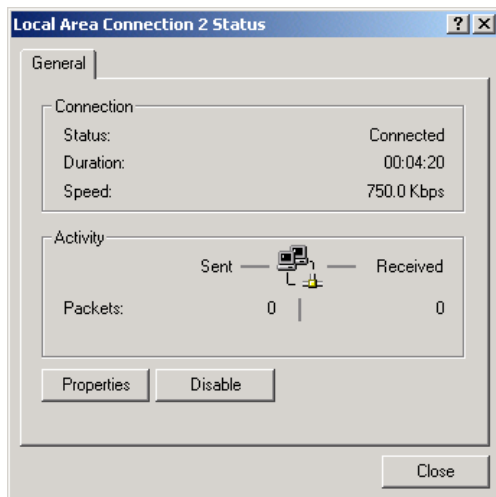 Local Area Connection 2 Status
General
Connection
Status: Connected
Duration: 00:04:20
Speed: 750.0 Kbps
Activity
Sent Received
Packets: 0 0
Properties Disable
Close